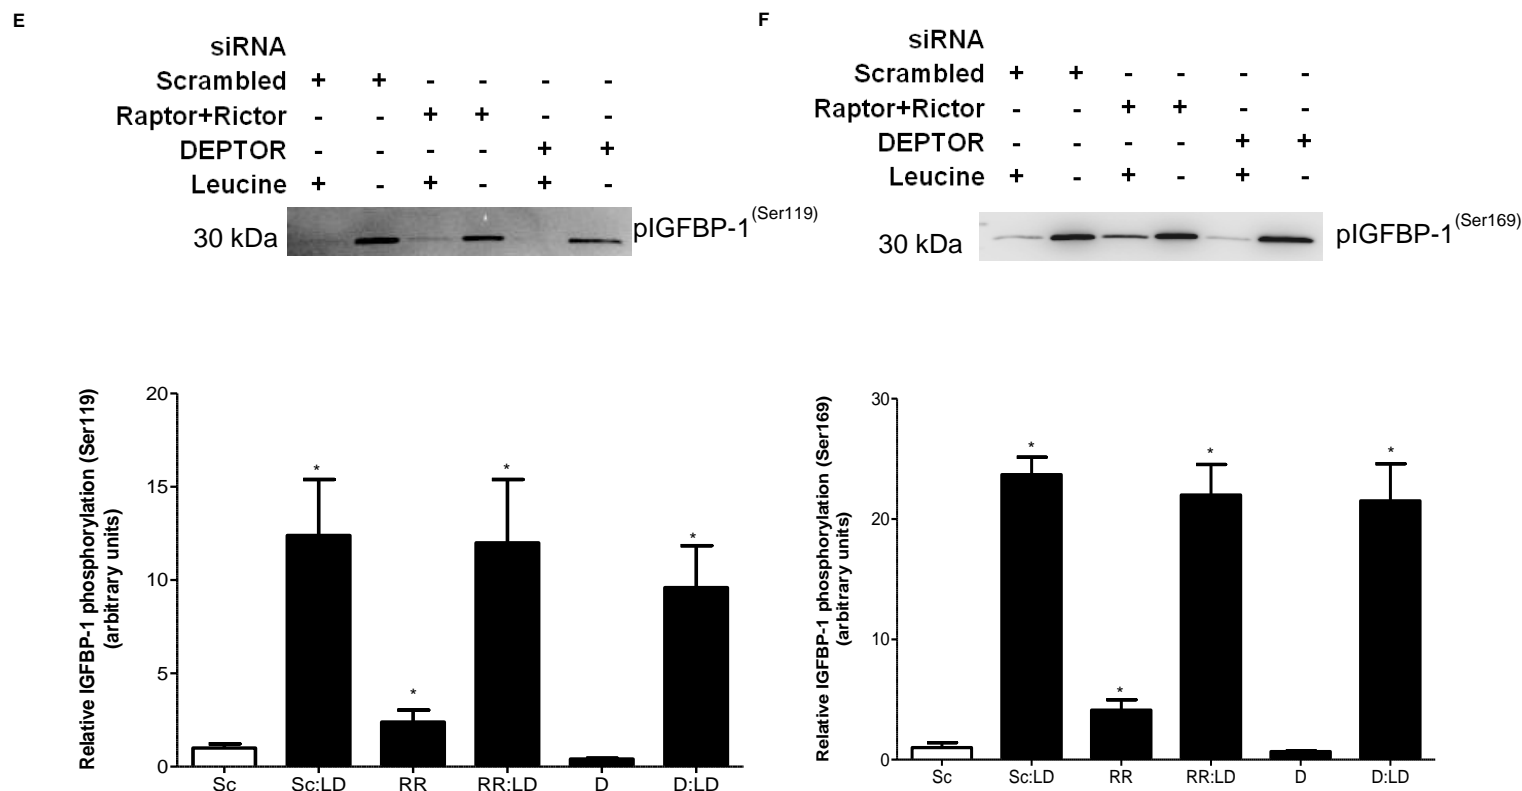 E
siRNA
Scrambled + + - - - -
Raptor+Rictor - - + + - -
DEPTOR - - - - + +
Leucine + - + - + -
30 kDa
pIGFBP-1(Ser119)
Relative IGFBP-1 phosphorylation (Ser119)
(arbitrary units)
20
15
10
5
0
* * * * 
Sc Sc:LD RR RR:LD D D:LD
F
siRNA
Scrambled + + - - - -
Raptor+Rictor - - + + - -
DEPTOR - - - - + +
Leucine + - + - + -
30 kDa
pIGFBP-1(Ser169)
Relative IGFBP-1 phosphorylation (Ser169)
(arbitrary units)
30
20
10
0
* * * *
Sc Sc:LD RR RR:LD D D:LD